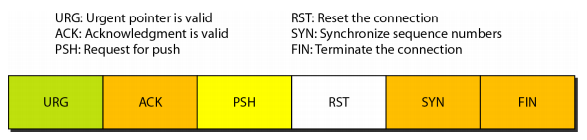 URG: Urgent pointer is valid
ACK: Acknowledgment is valid
PSH: Request for push
RST: Reset the connection
SYN: Synchronize sequence numbers
FIN: Terminate the connection
URG ACK PSH RST SYN FIN